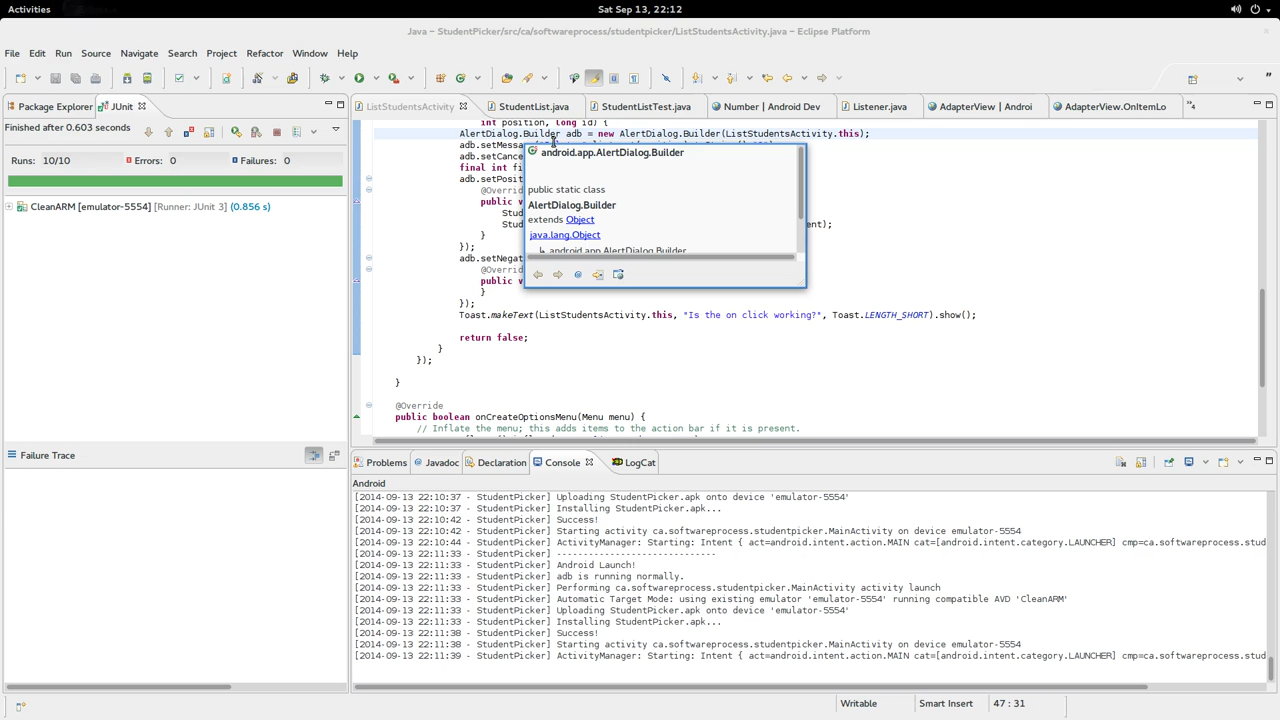 Activities
Sat Sep 13, 22:12
Java – StudentPicker/src/ca/softwareprocess/studentpicker/ListStudentsActivity.java – Eclipse Platform
File Edit Run Source Navigate Search Project Refactor Window Help
Package Explorer JUnit
ListStudentsActivity StudentList.java StudentListTest.java Number | Android Dev Listener.java AdapterView | Androi AdapterView.OnItemLo »4
Finished after 0.603 seconds
Runs: 10/10 Errors: 0 Failures: 0
CleanARM [emulator-5554] [Runner: JUnit 3] (0.856 s)
Failure Trace
int position, long id) {
AlertDialog.Builder adb = new AlertDialog.Builder(ListStudentsActivity.this);
adb.setMessa
adb.setCance
final int fi
adb.setPosit
@Overrid
public v
Stud
Stud ent);
}
});
adb.setNegat
@Overrid
public v
}
});
Toast.makeText(ListStudentsActivity.this, "Is the on click working?", Toast.LENGTH_SHORT).show();
return false;
}
});
}
@Override
public boolean onCreateOptionsMenu(Menu menu) {
// Inflate the menu; this adds items to the action bar if it is present.
android.app.AlertDialog.Builder
public static class
AlertDialog.Builder
extends Object
java.lang.Object
↳ android.app.AlertDialog.Builder
Problems Javadoc Declaration Console LogCat
Android
[2014-09-13 22:10:37 - StudentPicker] Uploading StudentPicker.apk onto device 'emulator-5554'
[2014-09-13 22:10:37 - StudentPicker] Installing StudentPicker.apk...
[2014-09-13 22:10:42 - StudentPicker] Success!
[2014-09-13 22:10:42 - StudentPicker] Starting activity ca.softwareprocess.studentpicker.MainActivity on device emulator-5554
[2014-09-13 22:10:44 - StudentPicker] ActivityManager: Starting: Intent { act=android.intent.action.MAIN cat=[android.intent.category.LAUNCHER] cmp=ca.softwareprocess.stud
[2014-09-13 22:11:33 - StudentPicker] ------------------------------
[2014-09-13 22:11:33 - StudentPicker] Android Launch!
[2014-09-13 22:11:33 - StudentPicker] adb is running normally.
[2014-09-13 22:11:33 - StudentPicker] Performing ca.softwareprocess.studentpicker.MainActivity activity launch
[2014-09-13 22:11:33 - StudentPicker] Automatic Target Mode: using existing emulator 'emulator-5554' running compatible AVD 'CleanARM'
[2014-09-13 22:11:33 - StudentPicker] Uploading StudentPicker.apk onto device 'emulator-5554'
[2014-09-13 22:11:33 - StudentPicker] Installing StudentPicker.apk...
[2014-09-13 22:11:38 - StudentPicker] Success!
[2014-09-13 22:11:38 - StudentPicker] Starting activity ca.softwareprocess.studentpicker.MainActivity on device emulator-5554
[2014-09-13 22:11:39 - StudentPicker] ActivityManager: Starting: Intent { act=android.intent.action.MAIN cat=[android.intent.category.LAUNCHER] cmp=ca.softwareprocess.stud
Writable Smart Insert 47 : 31